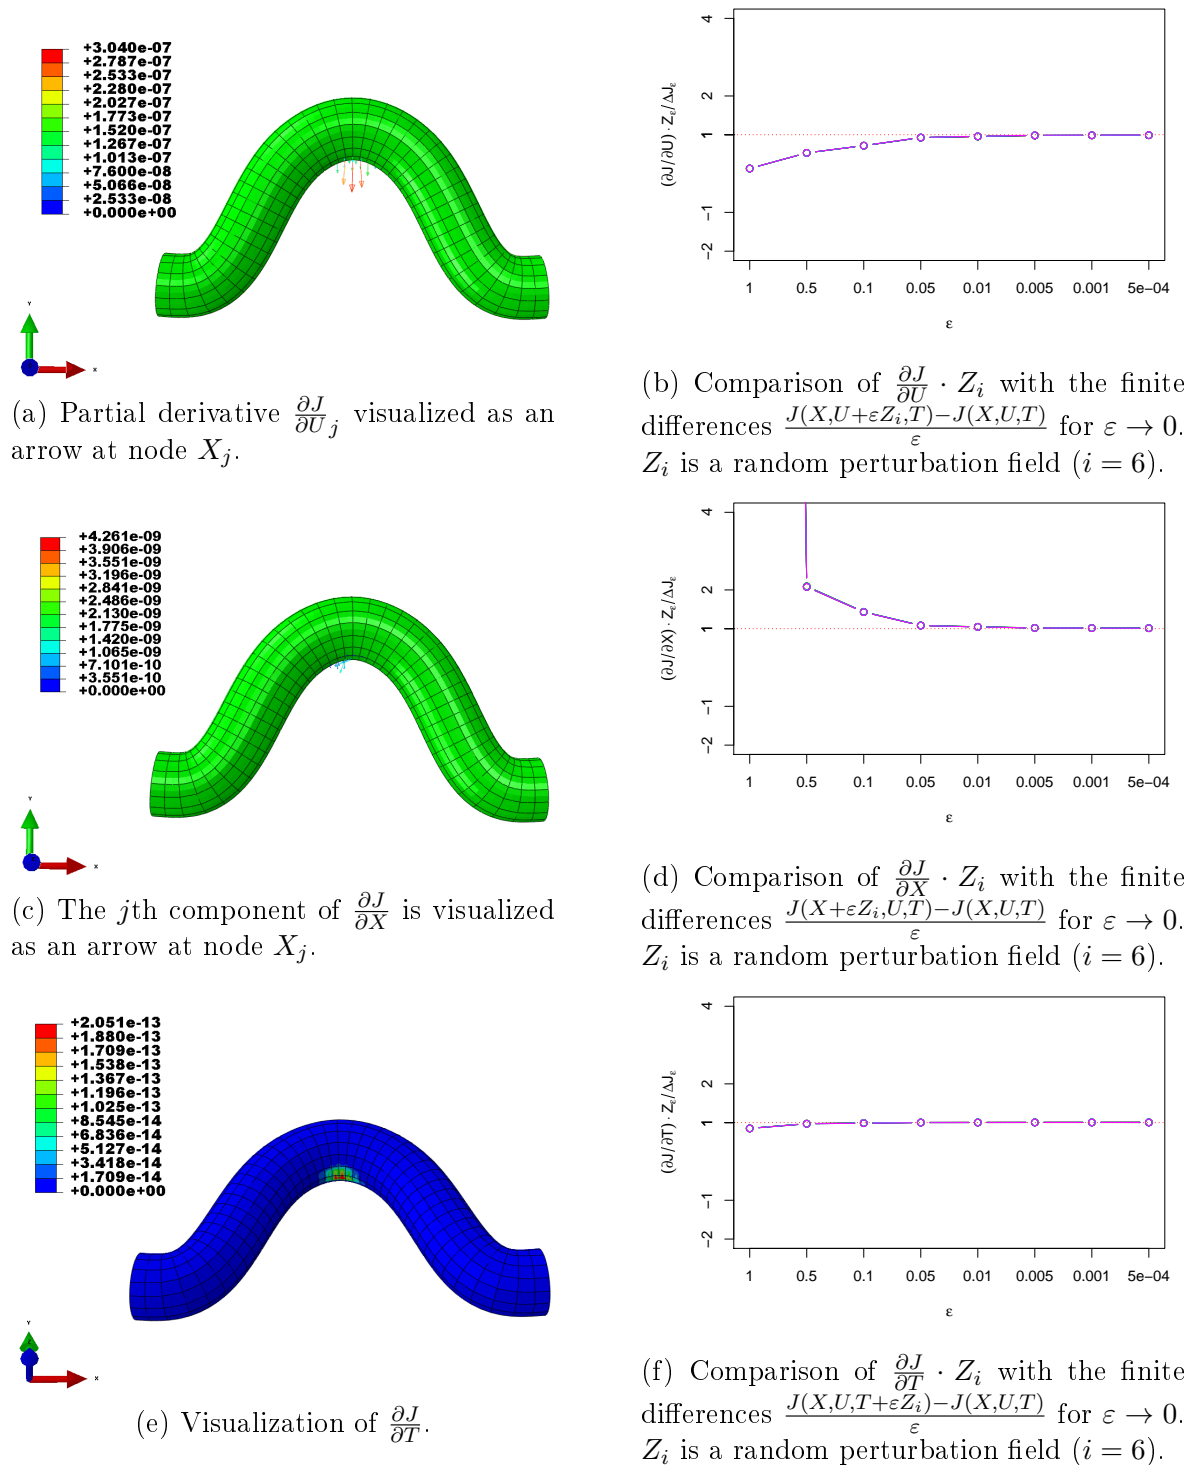 +3.040e-07
+2.787e-07
+2.533e-07
+2.280e-07
+2.027e-07
+1.773e-07
+1.520e-07
+1.267e-07
+1.013e-07
+7.600e-08
+5.066e-08
+2.533e-08
+0.000e+00
Y
X
(a) Partial derivative ∂J/∂U_j visualized as an
arrow at node X_j.
(∂J/∂U) · Z_ε/ΔJ_ε
4
2
1
-1
-2
1 0.5 0.1 0.05 0.01 0.005 0.001 5e-04
ε
(b) Comparison of ∂J/∂U · Z_i with the finite
differences J(X,U+εZ_i,T)−J(X,U,T)/ε for ε → 0.
Z_i is a random perturbation field (i = 6).
+4.261e-09
+3.906e-09
+3.551e-09
+3.196e-09
+2.841e-09
+2.486e-09
+2.130e-09
+1.775e-09
+1.420e-09
+1.065e-09
+7.101e-10
+3.551e-10
+0.000e+00
Y
X
(c) The jth component of ∂J/∂X is visualized
as an arrow at node X_j.
(∂J/∂X) · Z_ε/ΔJ_ε
4
2
1
-1
-2
1 0.5 0.1 0.05 0.01 0.005 0.001 5e-04
ε
(d) Comparison of ∂J/∂X · Z_i with the finite
differences J(X+εZ_i,U,T)−J(X,U,T)/ε for ε → 0.
Z_i is a random perturbation field (i = 6).
+2.051e-13
+1.880e-13
+1.709e-13
+1.538e-13
+1.367e-13
+1.196e-13
+1.025e-13
+8.545e-14
+6.836e-14
+5.127e-14
+3.418e-14
+1.709e-14
+0.000e+00
Y
X
(e) Visualization of ∂J/∂T.
(∂J/∂T) · Z_ε/ΔJ_ε
4
2
1
-1
-2
1 0.5 0.1 0.05 0.01 0.005 0.001 5e-04
ε
(f) Comparison of ∂J/∂T · Z_i with the finite
differences J(X,U,T+εZ_i)−J(X,U,T)/ε for ε → 0.
Z_i is a random perturbation field (i = 6).